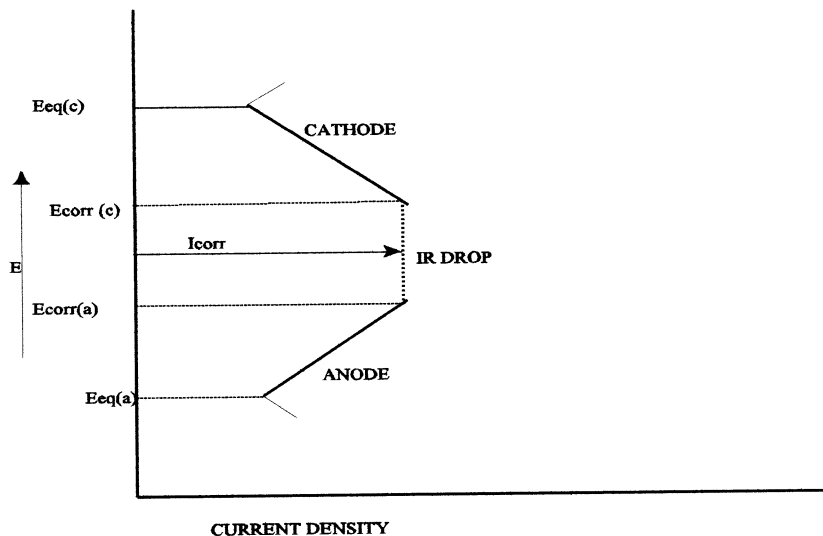 Eeq(c)
CATHODE
Ecorr (c)
Icorr
IR DROP
E
Ecorr(a)
ANODE
Eeq(a)
CURRENT DENSITY